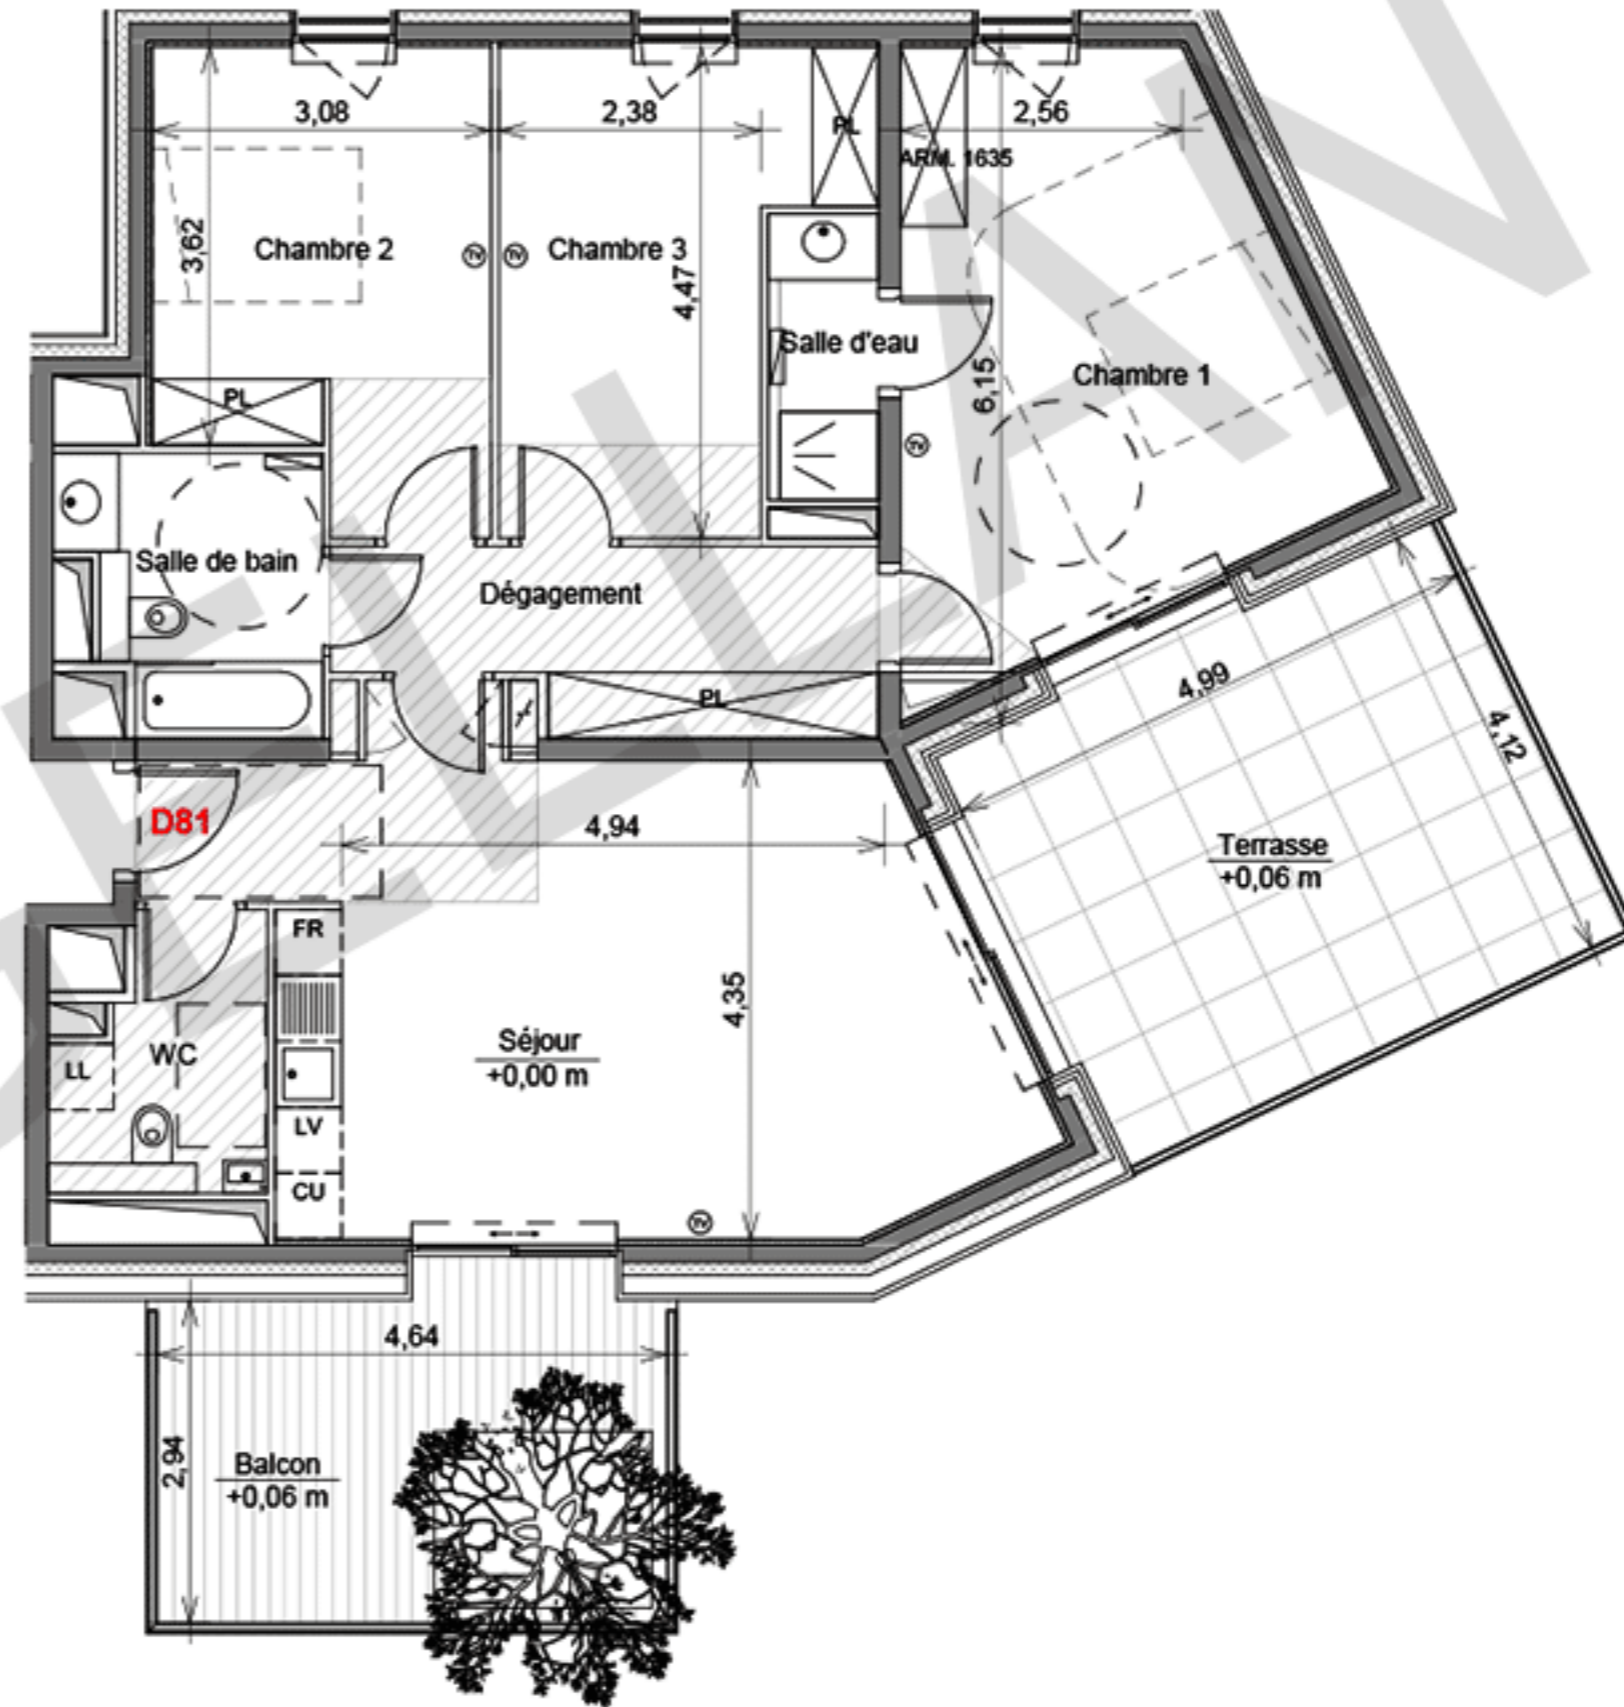 3,08
2,38
2,56
PL
ARM. 1635
3,62
Chambre 2
Chambre 3
4,47
Salle d'eau
6,15
Chambre 1
PL
Salle de bain
Dégagement
PL
4,99
4,12
D81
4,94
Terrasse
+0,06 m
FR
4,35
Séjour
+0,00 m
WC
LL
LV
CU
4,64
2,94
Balcon
+0,06 m